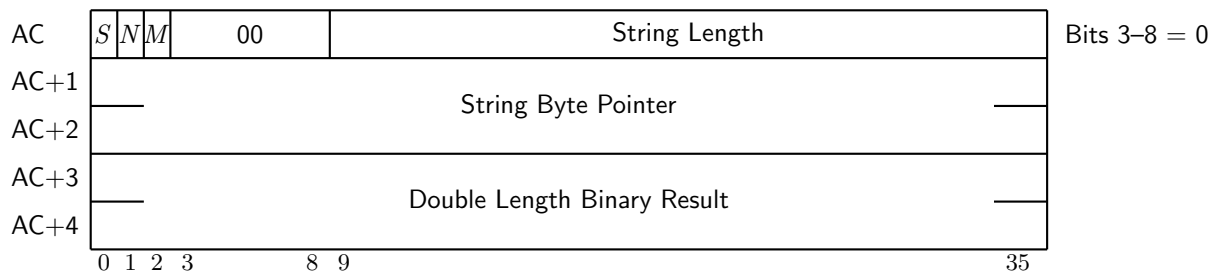 AC S N M 00 String Length Bits 3–8 = 0
AC+1
String Byte Pointer
AC+2
AC+3
Double Length Binary Result
AC+4
0 1 2 3 8 9 35